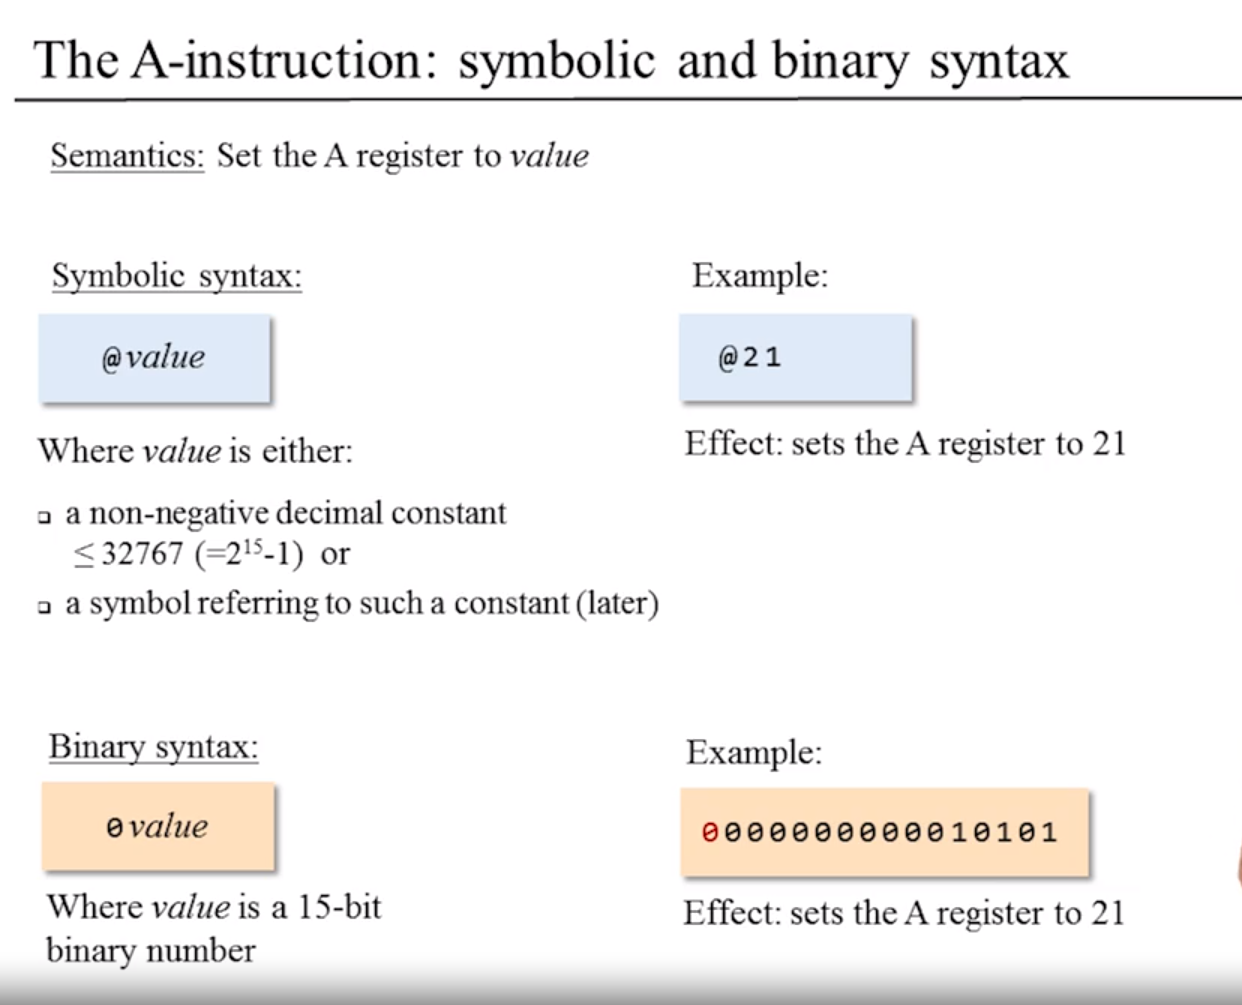 The A-instruction: symbolic and binary syntax
Semantics: Set the A register to value
Symbolic syntax:
@value
Where value is either:
❑ a non-negative decimal constant
≤ 32767 (=2¹⁵-1) or
❑ a symbol referring to such a constant (later)
Example:
@21
Effect: sets the A register to 21
Binary syntax:
0value
Where value is a 15-bit
binary number
Example:
0000000000010101
Effect: sets the A register to 21